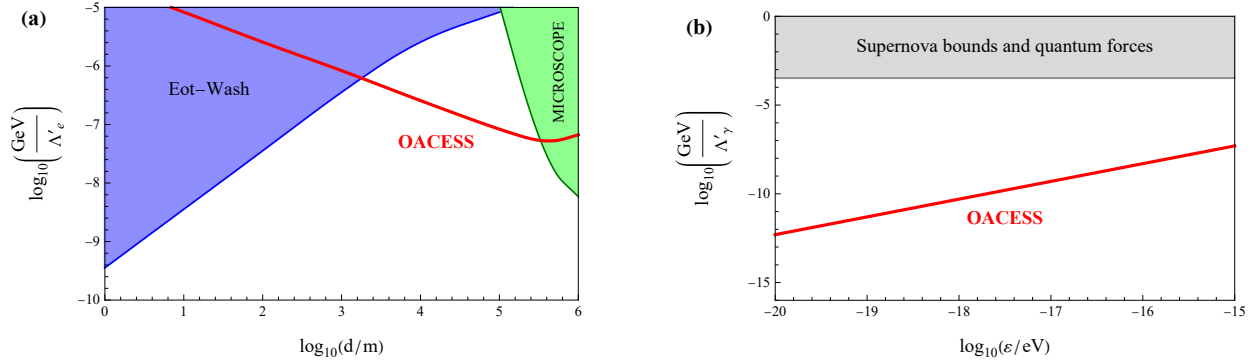 (a)
-5
-6
-7
-8
-9
-10
Eot-Wash
OACESS
MICROSCOPE
log10(GeV/Λ′e)
0 1 2 3 4 5 6
log10(d/m)
(b)
0
-5
-10
-15
Supernova bounds and quantum forces
OACESS
log10(GeV/Λ′γ)
-20 -19 -18 -17 -16 -15
log10(ε/eV)